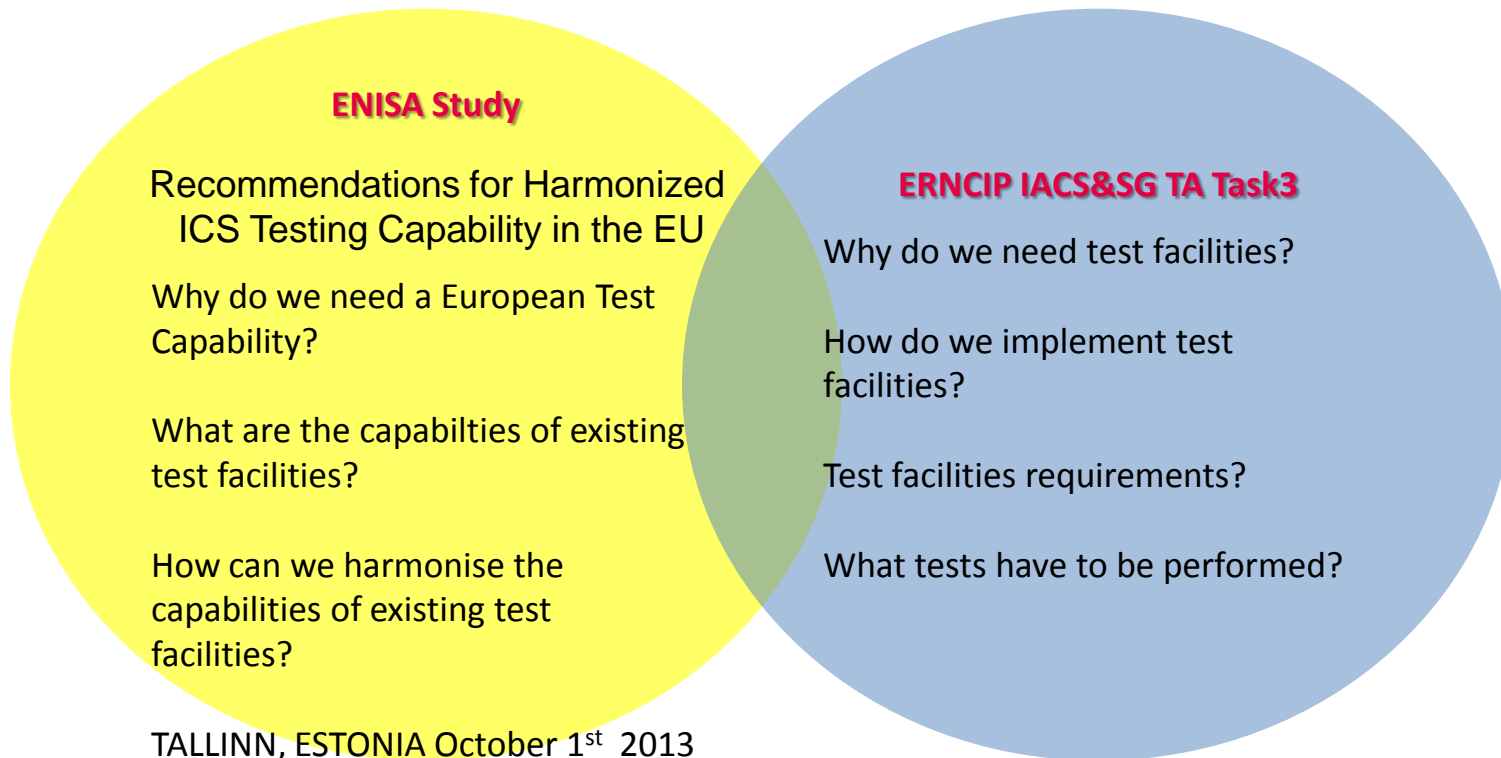 ENISA Study
Recommendations for Harmonized
ICS Testing Capability in the EU
Why do we need a European Test
Capability?
What are the capabilties of existing
test facilities?
How can we harmonise the
capabilities of existing test
facilities?
TALLINN, ESTONIA October 1st 2013
ERNCIP IACS&SG TA Task3
Why do we need test facilities?
How do we implement test
facilities?
Test facilities requirements?
What tests have to be performed?